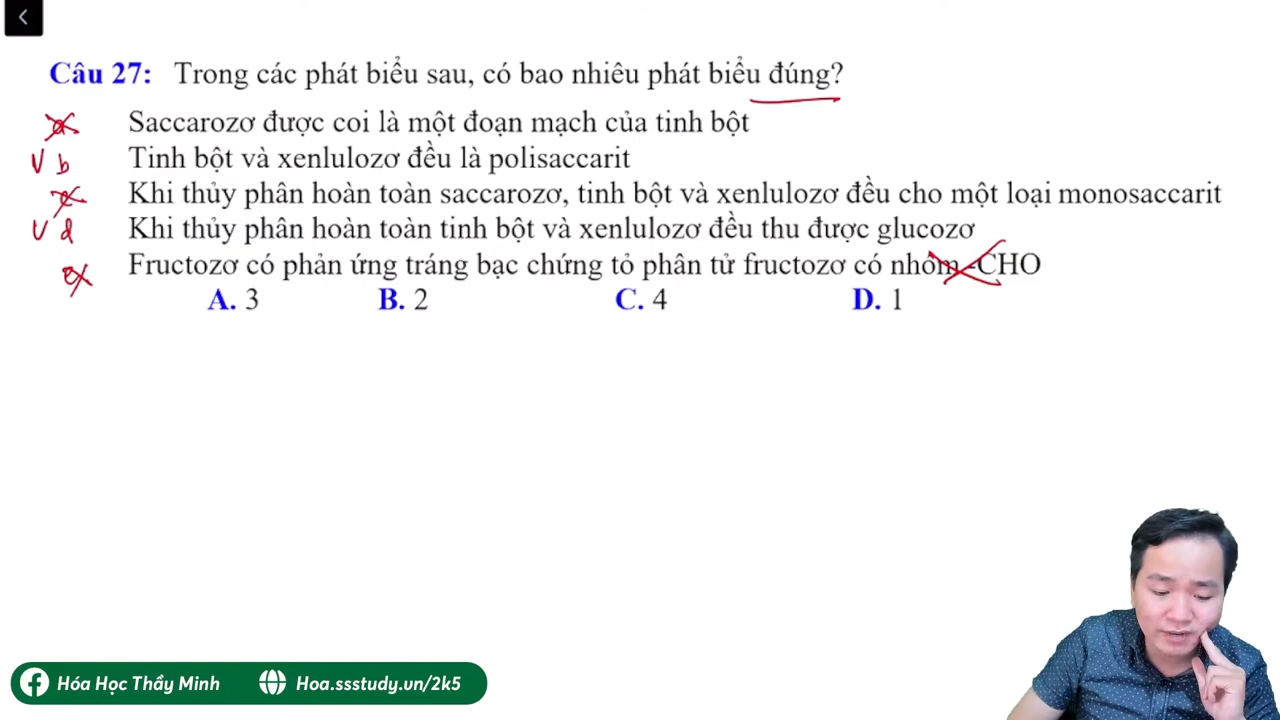 Câu 27: Trong các phát biểu sau, có bao nhiêu phát biểu đúng?
a Saccarozơ được coi là một đoạn mạch của tinh bột
V b Tinh bột và xenlulozơ đều là polisaccarit
c Khi thủy phân hoàn toàn saccarozơ, tinh bột và xenlulozơ đều cho một loại monosaccarit
V d Khi thủy phân hoàn toàn tinh bột và xenlulozơ đều thu được glucozơ
e Fructozơ có phản ứng tráng bạc chứng tỏ phân tử fructozơ có nhóm -CHO
A. 3 B. 2 C. 4 D. 1
Hóa Học Thầy Minh Hoa.ssstudy.vn/2k5